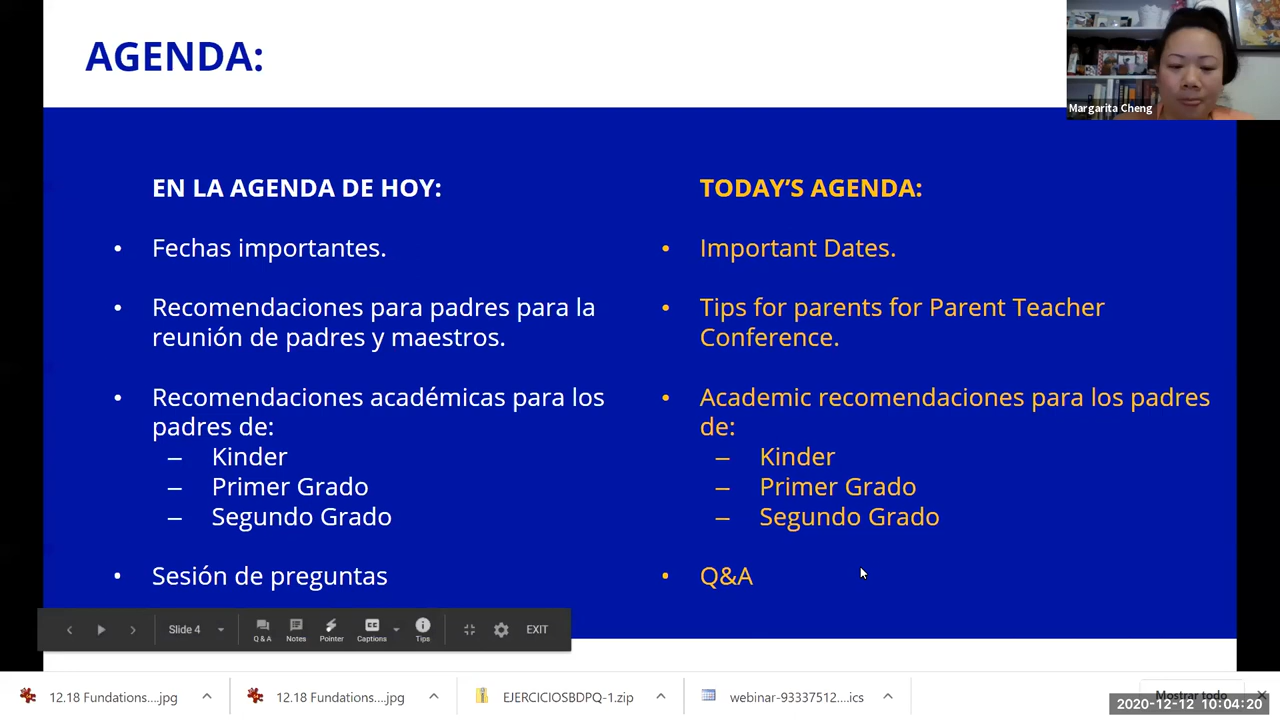 AGENDA:
Margarita Cheng
EN LA AGENDA DE HOY:
• Fechas importantes.
• Recomendaciones para padres para la
reunión de padres y maestros.
• Recomendaciones académicas para los
padres de:
– Kinder
– Primer Grado
– Segundo Grado
• Sesión de preguntas
TODAY’S AGENDA:
• Important Dates.
• Tips for parents for Parent Teacher
Conference.
• Academic recomendaciones para los padres
de:
– Kinder
– Primer Grado
– Segundo Grado
• Q&A
Slide 4
Q & A
Notes
Pointer
Captions
Tips
EXIT
12.18 Fundations....jpg
12.18 Fundations....jpg
EJERCICIOSBDPQ-1.zip
webinar-93337512....ics
Mostrar todo
2020-12-12 10:04:20